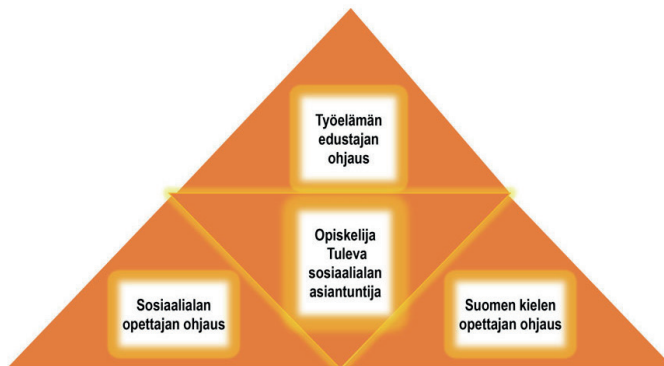 Työelämän
edustajan
ohjaus
Opiskelija
Tuleva
sosiaalialan
asiantuntija
Sosiaalialan
opettajan ohjaus
Suomen kielen
opettajan ohjaus